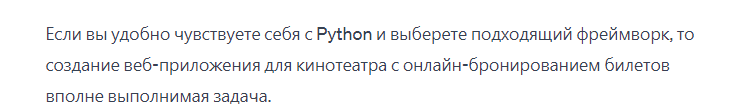 Если вы удобно чувствуете себя с Python и выберете подходящий фреймворк, то
создание веб-приложения для кинотеатра с онлайн-бронированием билетов
вполне выполнимая задача.